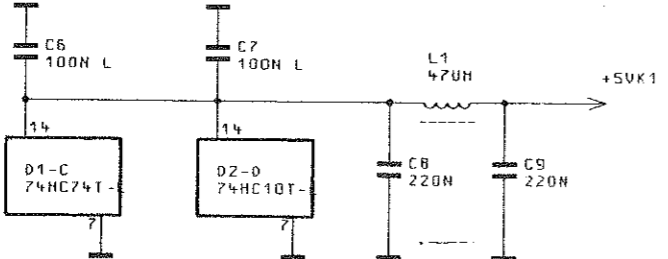 C6
100N L
C7
100N L
L1
47UH
+5VK1
14
14
D1-C
74HC74T-
D2-D
74HC10T-
C8
220N
C9
220N
7
7